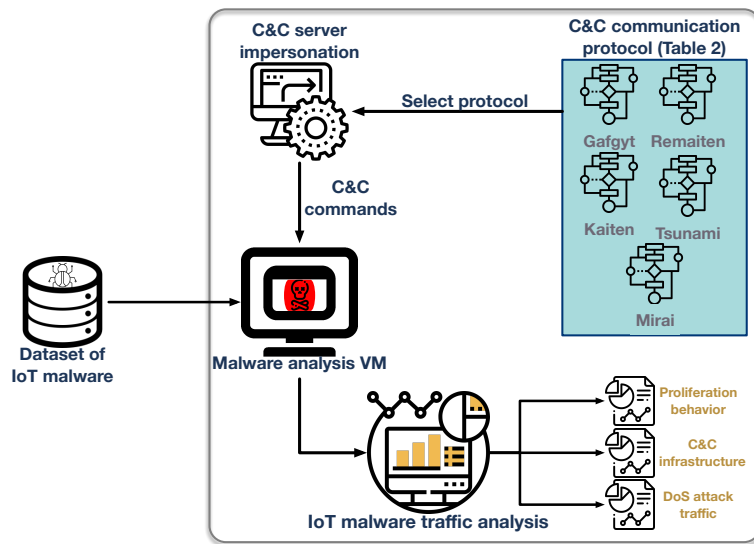 C&C server
impersonation
C&C communication
protocol (Table 2)
Select protocol
Gafgyt
Remaiten
Kaiten
Tsunami
Mirai
C&C
commands
Dataset of
IoT malware
Malware analysis VM
IoT malware traffic analysis
Proliferation
behavior
C&C
infrastructure
DoS attack
traffic